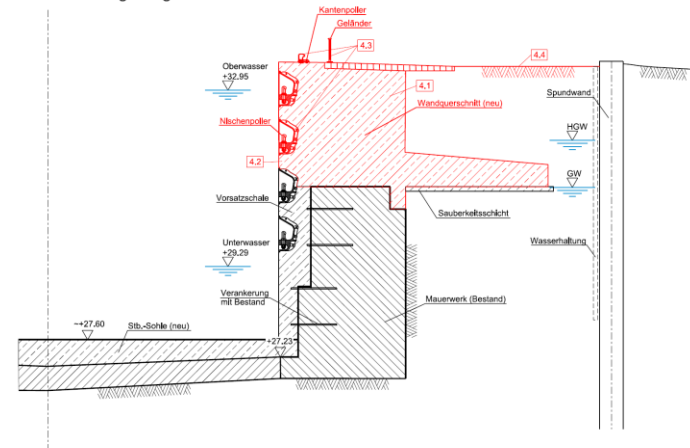 Kantenpoller
Geländer
4,3
4,4
Oberwasser
+32.95
4,1
Spundwand
Wandquerschnitt (neu)
Nischenpoller
HGW
4,2
GW
Vorsatzschale
Sauberkeitsschicht
Unterwasser
+29.29
Wasserhaltung
Verankerung
mit Bestand
Mauerwerk (Bestand)
~+27.60
Stb.-Sohle (neu)
+27.23